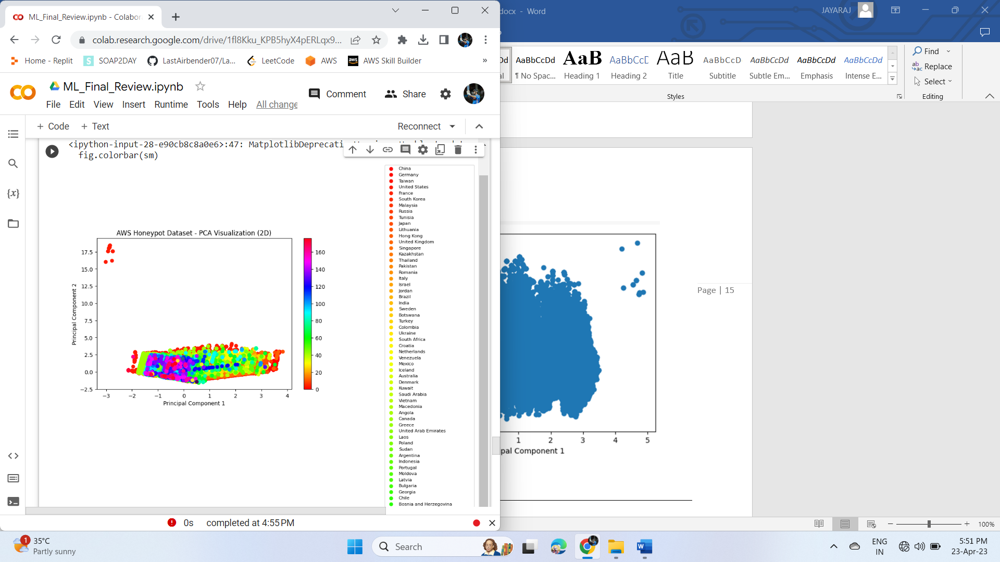 ML_Final_Review.ipynb - Colabor
colab.research.google.com/drive/1fl8Kku_KPB5hyX4pERLqx9...
Home - Replit
SOAP2DAY
LastAirbender07/La...
LeetCode
AWS
AWS Skill Builder
»
ML_Final_Review.ipynb
Comment
Share
File Edit View Insert Runtime Tools Help All change
+ Code + Text
Reconnect
<ipython-input-28-e90cb8c8a0e6>:47:
fig.colorbar(sm)
AWS Honeypot Dataset - PCA Visualization (2D)
17.5
15.0
12.5
10.0
7.5
5.0
2.5
0.0
−2.5
Principal Component 2
−3 −2 −1 0 1 2 3 4
Principal Component 1
160
140
120
100
80
60
40
20
0
China
Germany
Taiwan
United States
France
South Korea
Malaysia
Russia
Tunisia
Japan
Lithuania
Hong Kong
United Kingdom
Singapore
Kazakhstan
Thailand
Pakistan
Romania
Italy
Israel
Jordan
Brazil
India
Sweden
Botswana
Turkey
Colombia
Ukraine
South Africa
Croatia
Netherlands
Venezuela
Mexico
Iceland
Australia
Denmark
Kuwait
Saudi Arabia
Vietnam
Macedonia
Angola
Canada
Greece
United Arab Emirates
Laos
Poland
Sudan
Argentina
Indonesia
Portugal
Moldova
Latvia
Bulgaria
Georgia
Chile
Bosnia and Herzegovina
0s completed at 4:55 PM
docx - Word
JAYARAJ
AaBbCcDd AaB AaBbCcD AaB AaBbCcD AaBbCcDd AaBbCcDd AaBbCcDd
¶ No Spac... Heading 1 Heading 2 Title Subtitle Subtle Em... Emphasis Intense E...
Styles
Find
Replace
Select
Editing
Page | 15
1 2 3 4 5
pal Component 1
100%
1
35°C
Partly sunny
Search
ENG
IN
5:51 PM
23-Apr-23